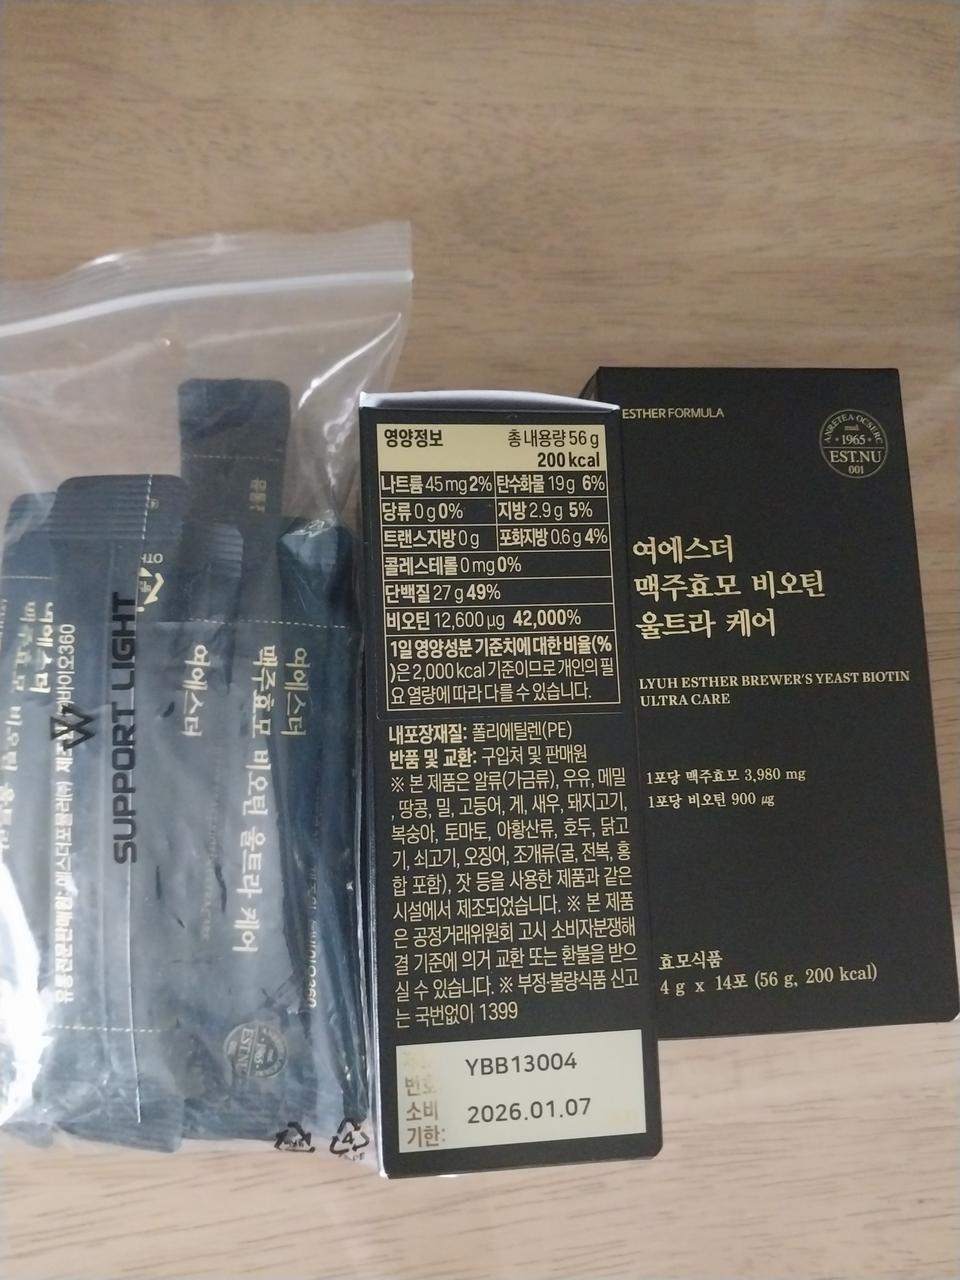 여에스더
맥주효모 비오틴
SUPPORT LIGHT
여에스더
여에스더
맥주효모 비오틴 울트라 케어
영양정보
총 내용량 56 g
200 kcal
나트륨 45 mg 2% 탄수화물 19 g 6%
당류 0 g 0% 지방 2.9 g 5%
트랜스지방 0 g 포화지방 0.6 g 4%
콜레스테롤 0 mg 0%
단백질 27 g 49%
비오틴 12,600 µg 42,000%
1일 영양성분 기준치에 대한 비율(%
)은 2,000 kcal 기준이므로 개인의 필
요 열량에 따라 다를 수 있습니다.
내포장재질: 폴리에틸렌(PE)
반품 및 교환: 구입처 및 판매원
※ 본 제품은 알류(가금류), 우유, 메밀
, 땅콩, 밀, 고등어, 게, 새우, 돼지고기,
복숭아, 토마토, 아황산류, 호두, 닭고
기, 쇠고기, 오징어, 조개류(굴, 전복, 홍
합 포함), 잣 등을 사용한 제품과 같은
시설에서 제조되었습니다. ※ 본 제품
은 공정거래위원회 고시 소비자분쟁해
결 기준에 의거 교환 또는 환불을 받으
실 수 있습니다. ※ 부정·불량식품 신고
는 국번없이 1399
번호 YBB13004
소비
기한: 2026.01.07
ESTHER FORMULA
1965
EST.NU
001
여에스더
맥주효모 비오틴
울트라 케어
LYUH ESTHER BREWER'S YEAST BIOTIN
ULTRA CARE
1포당 맥주효모 3,980 mg
1포당 비오틴 900 µg
효모식품
4 g x 14포 (56 g, 200 kcal)